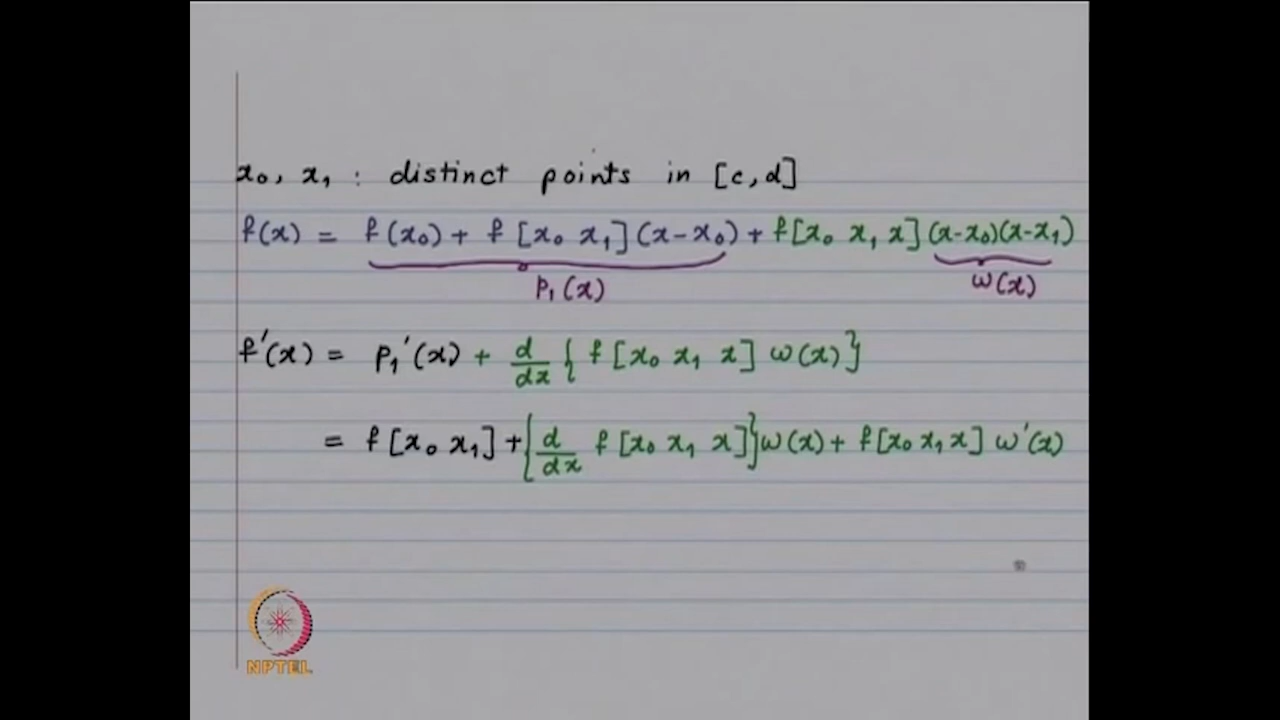 x₀, x₁ : distinct points in [c, d]
f(x) = f(x₀) + f [x₀ x₁] (x-x₀) + f[x₀ x₁ x] (x-x₀)(x-x₁)
p₁(x) ω(x)
f'(x) = p₁'(x) + d/dx { f [x₀ x₁ x] ω(x) }
= f [x₀ x₁] + { d/dx f [x₀ x₁ x] } ω(x) + f[x₀ x₁ x] ω'(x)
NPTEL